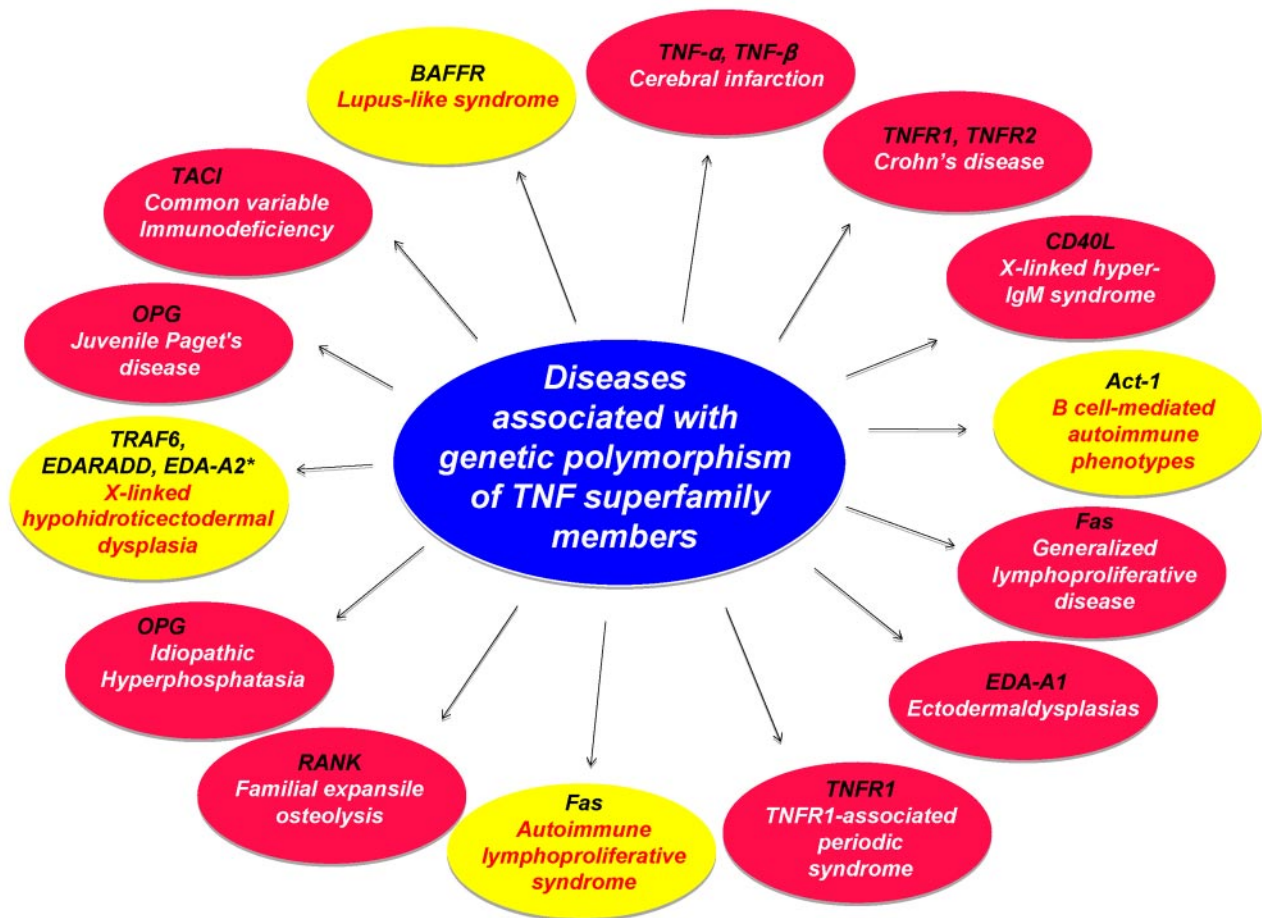 TNF-α, TNF-β
Cerebral infarction
TNFR1, TNFR2
Crohn's disease
CD40L
X-linked hyper-
IgM syndrome
Act-1
B cell-mediated
autoimmune
phenotypes
Fas
Generalized
lymphoproliferative
disease
EDA-A1
Ectodermaldysplasias
TNFR1
TNFR1-associated
periodic
syndrome
Fas
Autoimmune
lymphoproliferative
syndrome
RANK
Familial expansile
osteolysis
OPG
Idiopathic
Hyperphosphatasia
TRAF6,
EDARADD, EDA-A2*
X-linked
hypohidroticectodermal
dysplasia
OPG
Juvenile Paget's
disease
TACI
Common variable
Immunodeficiency
BAFFR
Lupus-like syndrome
Diseases
associated with
genetic polymorphism
of TNF superfamily
members